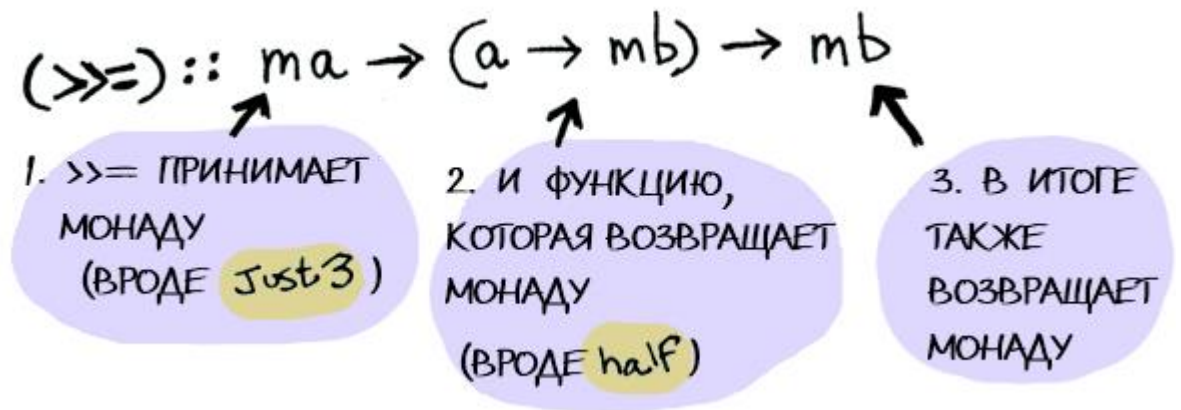 (>>=) :: ma → (a → mb) → mb
1. >>= ПРИНИМАЕТ
МОНАДУ
(ВРОДЕ Just 3)
2. И ФУНКЦИЮ,
КОТОРАЯ ВОЗВРАЩАЕТ
МОНАДУ
(ВРОДЕ half)
3. В ИТОГЕ
ТАКЖЕ
ВОЗВРАЩАЕТ
МОНАДУ